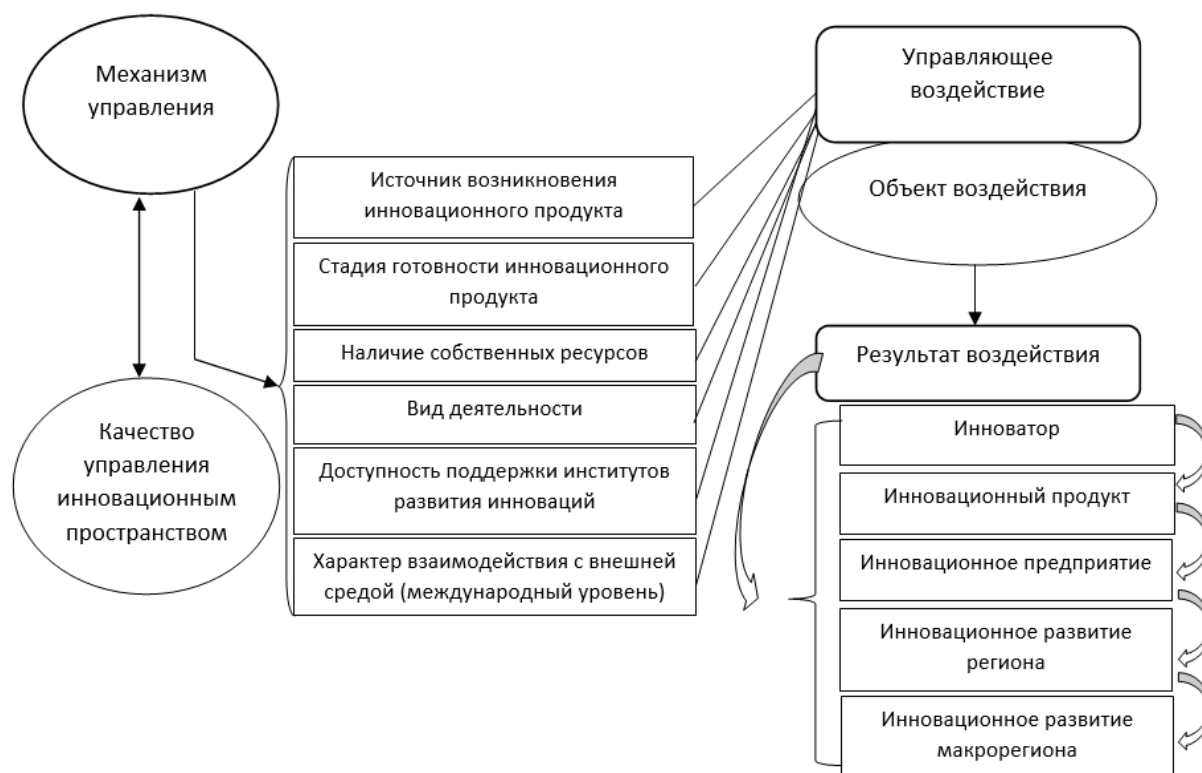 Механизм
управления
Качество
управления
инновационным
пространством
Источник возникновения
инновационного продукта
Стадия готовности инновационного
продукта
Наличие собственных ресурсов
Вид деятельности
Доступность поддержки институтов
развития инноваций
Характер взаимодействия с внешней
средой (международный уровень)
Управляющее
воздействие
Объект воздействия
Результат воздействия
Инноватор
Инновационный продукт
Инновационное предприятие
Инновационное развитие
региона
Инновационное развитие
макрорегиона